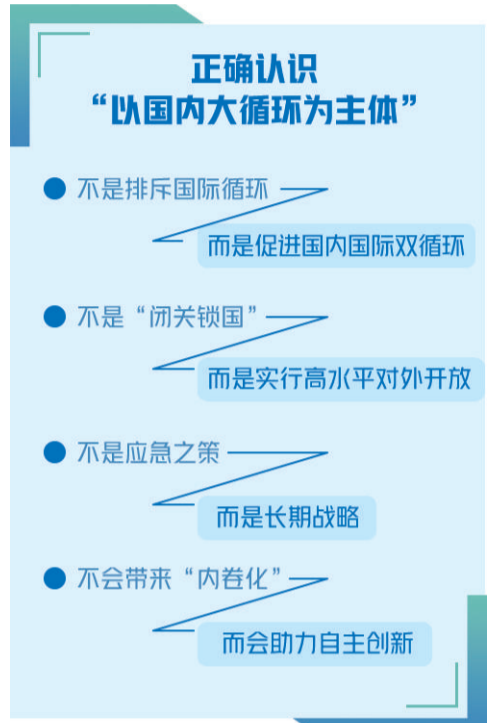 正确认识
“以国内大循环为主体”
不是排斥国际循环
而是促进国内国际双循环
不是“闭关锁国”
而是实行高水平对外开放
不是应急之策
而是长期战略
不会带来“内卷化”
而会助力自主创新